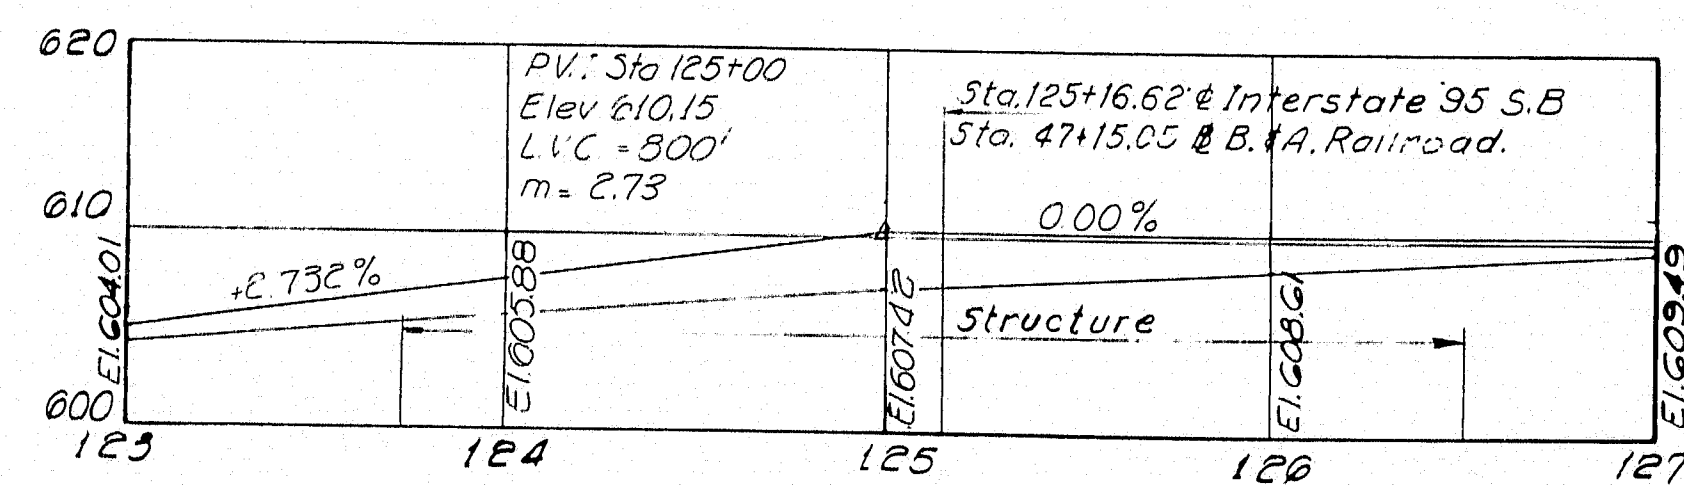 620
P.V.I. Sta 125+00
Elev 610.15
L.V.C = 800'
m = 2.73
Sta. 125+16.62 ℄ Interstate 95 S.B
Sta. 47+15.05 B. & A. Railroad.
610
0.00%
+2.732%
El. 604.01
El. 605.88
El. 607.42
El. 608.61
El. 609.49
Structure
600
123
124
125
126
127